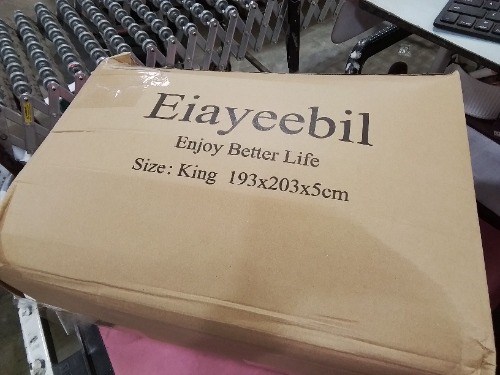 Eiayeebil
Enjoy Better Life
Size: King 193x203x5cm